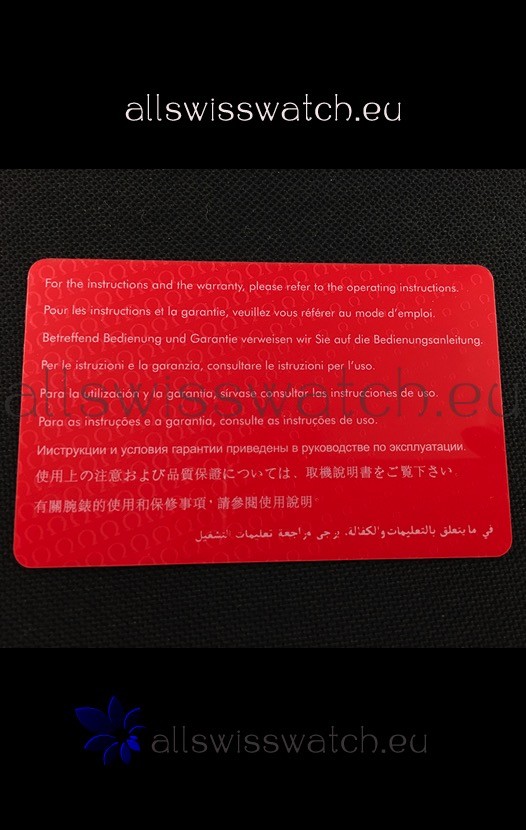 allswisswatch.eu
For the instructions and the warranty, please refer to the operating instructions.
Pour les instructions et la garantie, veuillez vous référer au mode d'emploi.
Betreffend Bedienung und Garantie verweisen wir Sie auf die Bedienungsanleitung.
Per le istruzioni e la garanzia, consultare le istruzioni per l'uso.
Para la utilización y la garantía, sírvase consultar las instrucciones de uso.
allswisswatch.eu
Para as instruções e a garantia, consulte as instruções de uso.
Инструкции и условия гарантии приведены в руководстве по эксплуатации.
使用上の注意および品質保證については、取機説明書をご覧下さい.
有關腕錶的使用和保修事項,請參閱使用說明
في ما يتعلق بالتعليمات والكفالة، يرجى مراجعة تعليمات التشغيل
allswisswatch.eu